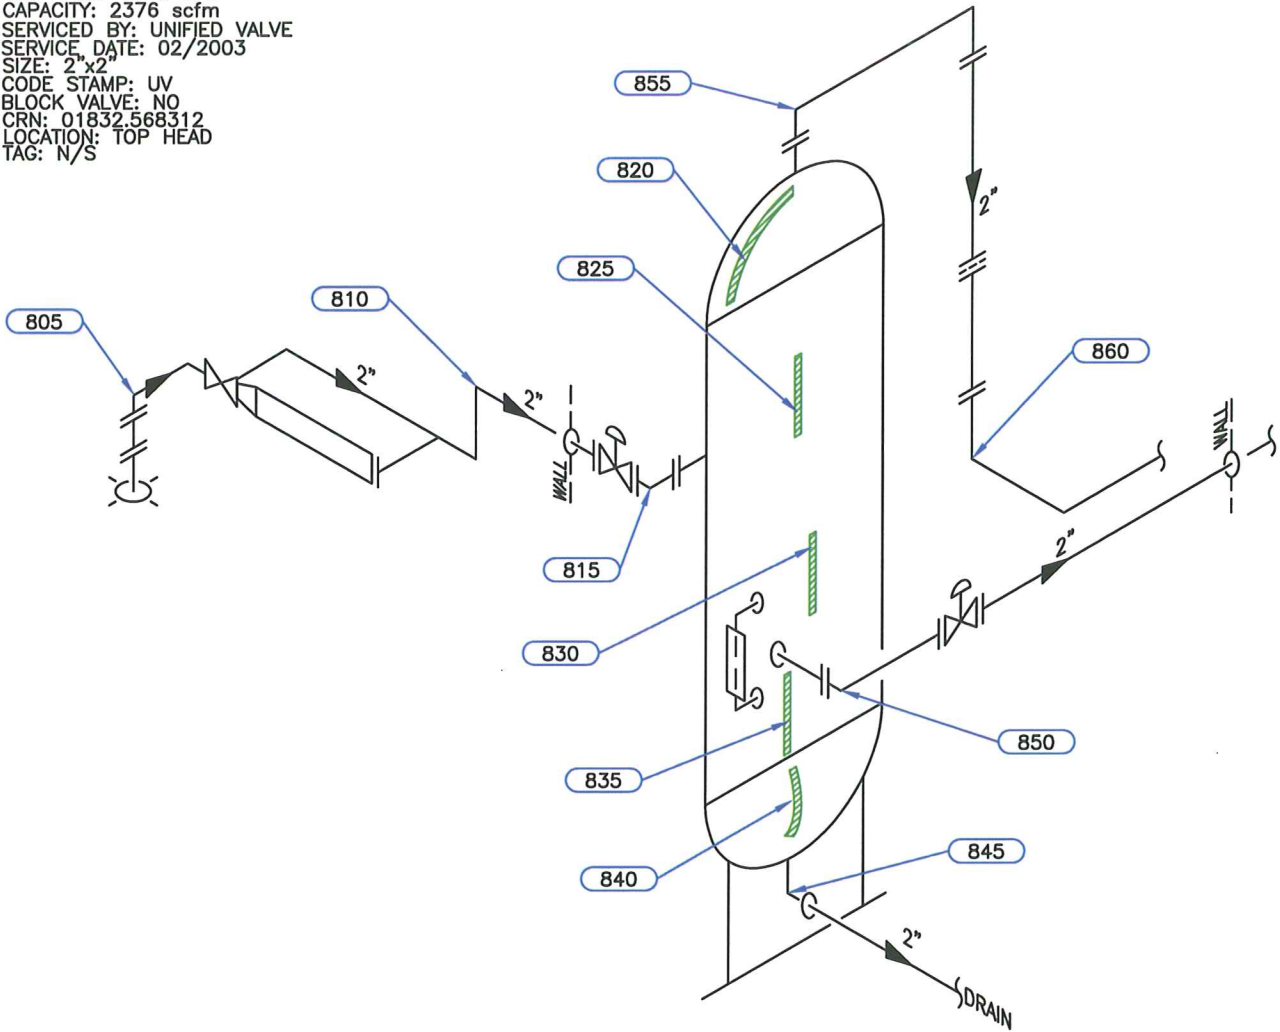 CAPACITY: 2376 scfm
SERVICED BY: UNIFIED VALVE
SERVICE DATE: 02/2003
SIZE: 2"x2"
CODE STAMP: UV
BLOCK VALVE: NO
CRN: 01832.568312
LOCATION: TOP HEAD
TAG: N/S
855
820
2"
825
810
805
860
2"
2"
WALL
WALL
815
2"
830
850
835
845
840
2"
DRAIN